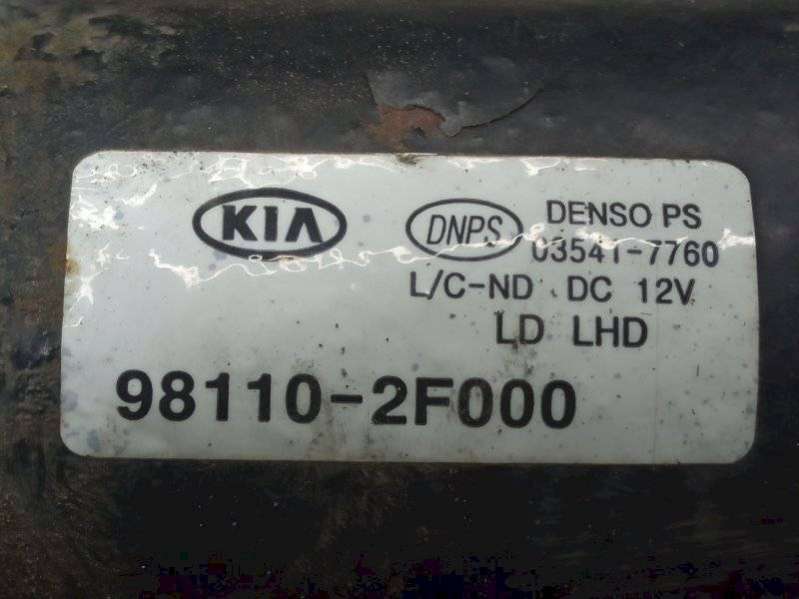 KIA
DNPS
DENSO PS
03541-7760
L/C-ND DC 12V
LD LHD
98110-2F000